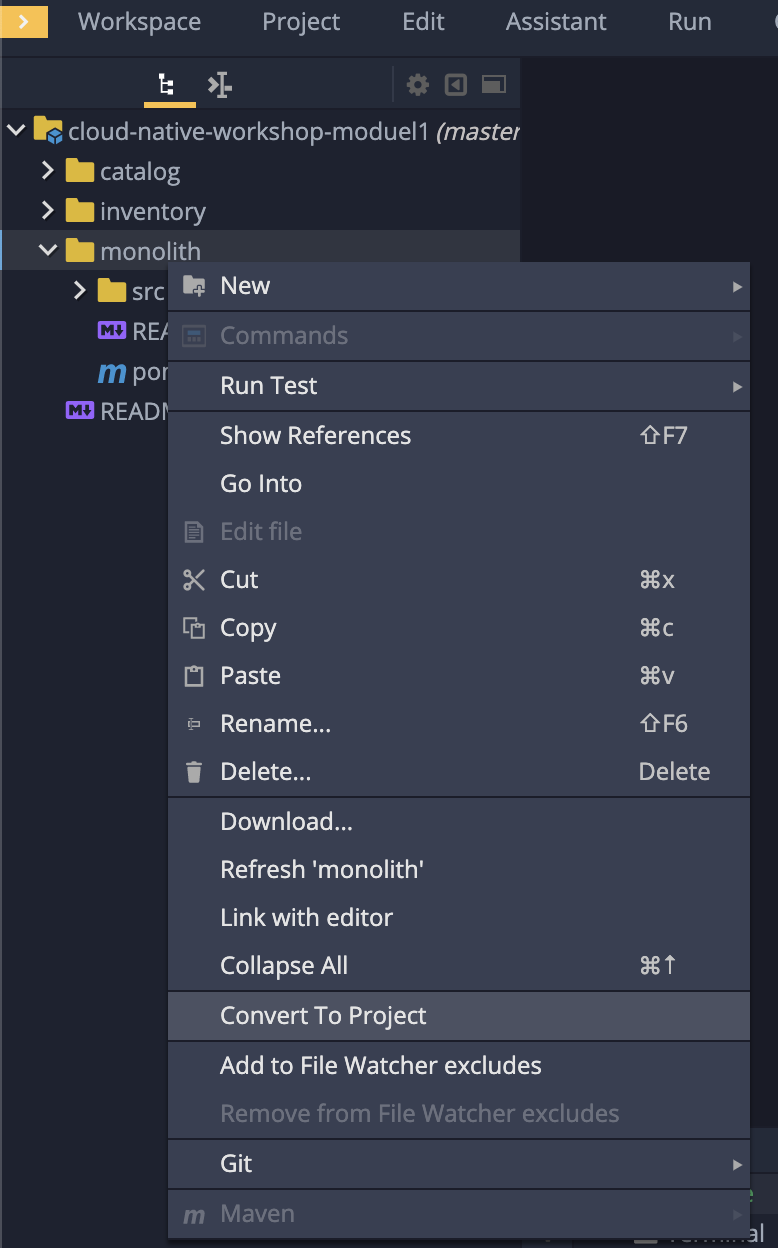 Workspace Project Edit Assistant Run
cloud-native-workshop-moduel1 (master
catalog
inventory
monolith
src
REA
pom
READM
New
Commands
Run Test
Show References ⇧F7
Go Into
Edit file
Cut ⌘x
Copy ⌘c
Paste ⌘v
Rename... ⇧F6
Delete... Delete
Download...
Refresh 'monolith'
Link with editor
Collapse All ⌘↑
Convert To Project
Add to File Watcher excludes
Remove from File Watcher excludes
Git
Maven